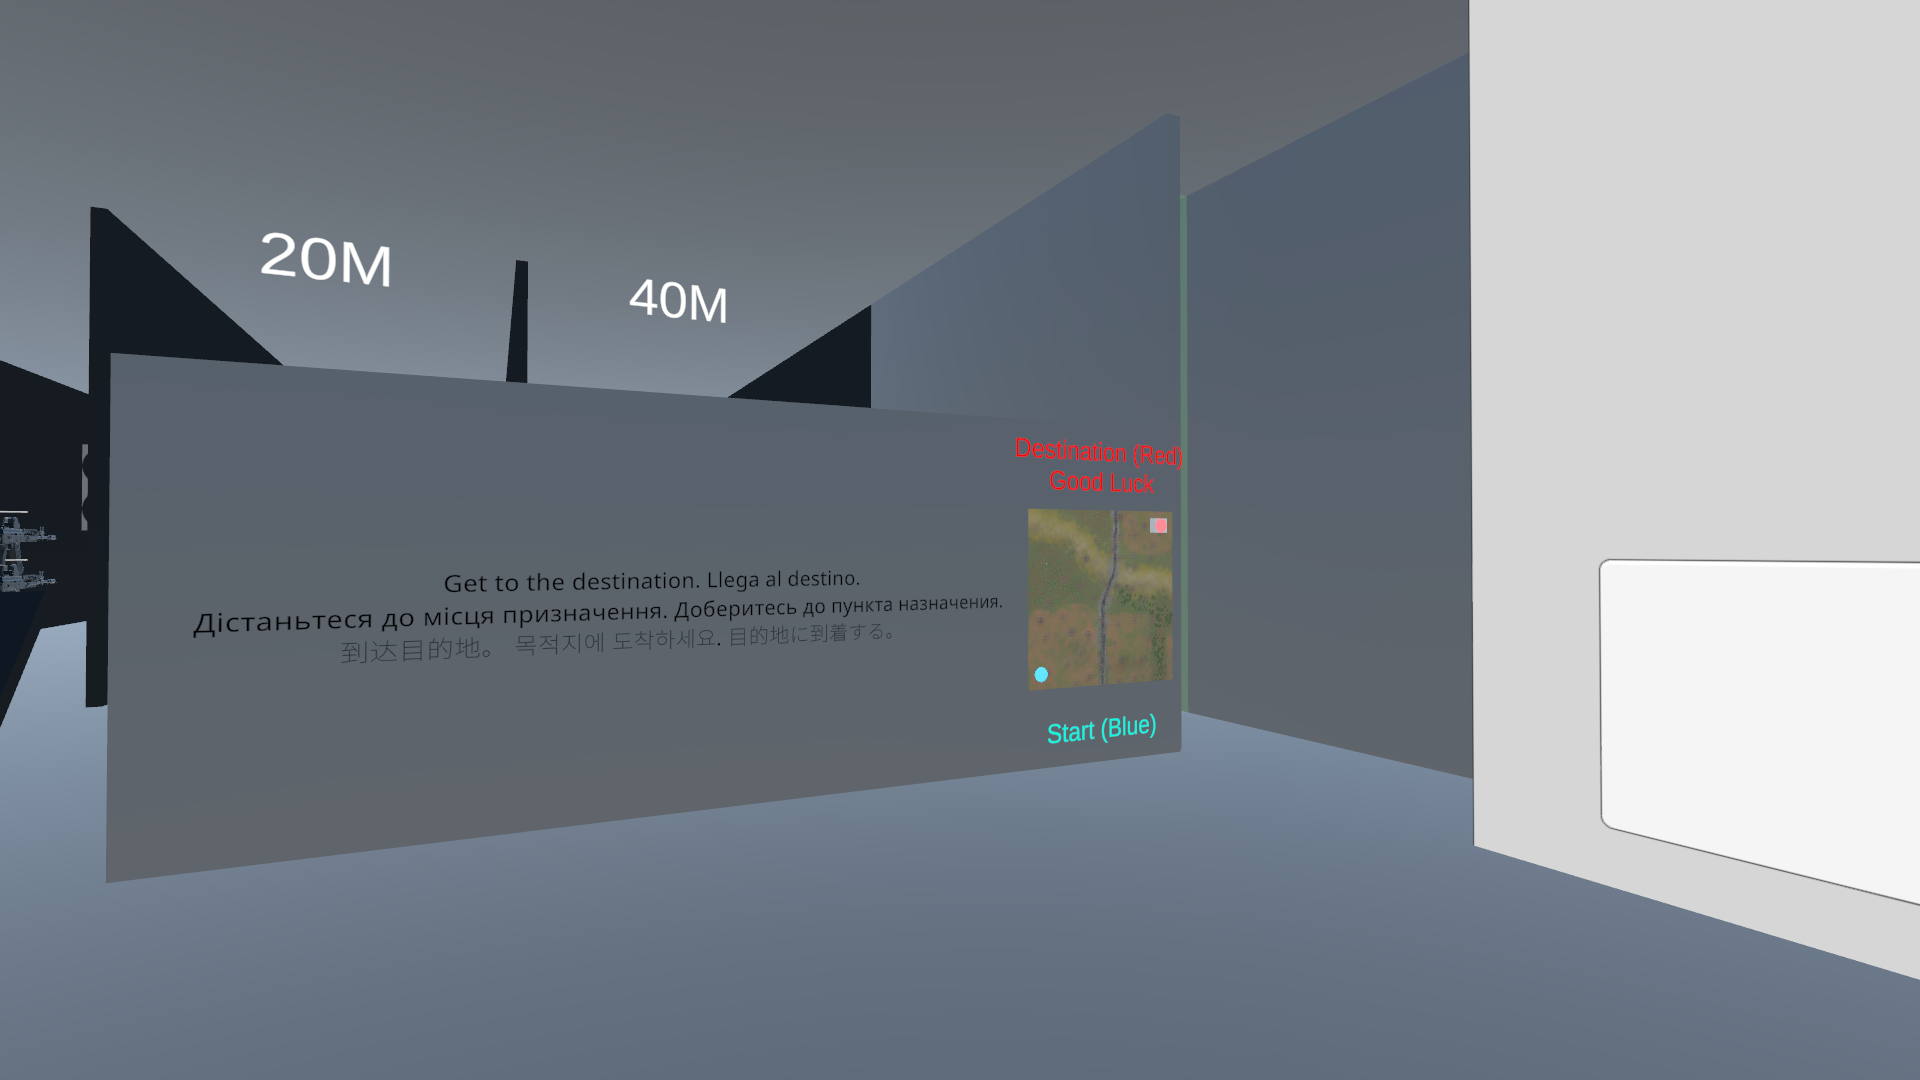 20M
40M
Destination (Red)
Good Luck
Get to the destination. Llega al destino.
Дістаньтеся до місця призначення. Доберитесь до пункта назначения.
到达目的地。 목적지에 도착하세요. 目的地に到着する。
Start (Blue)